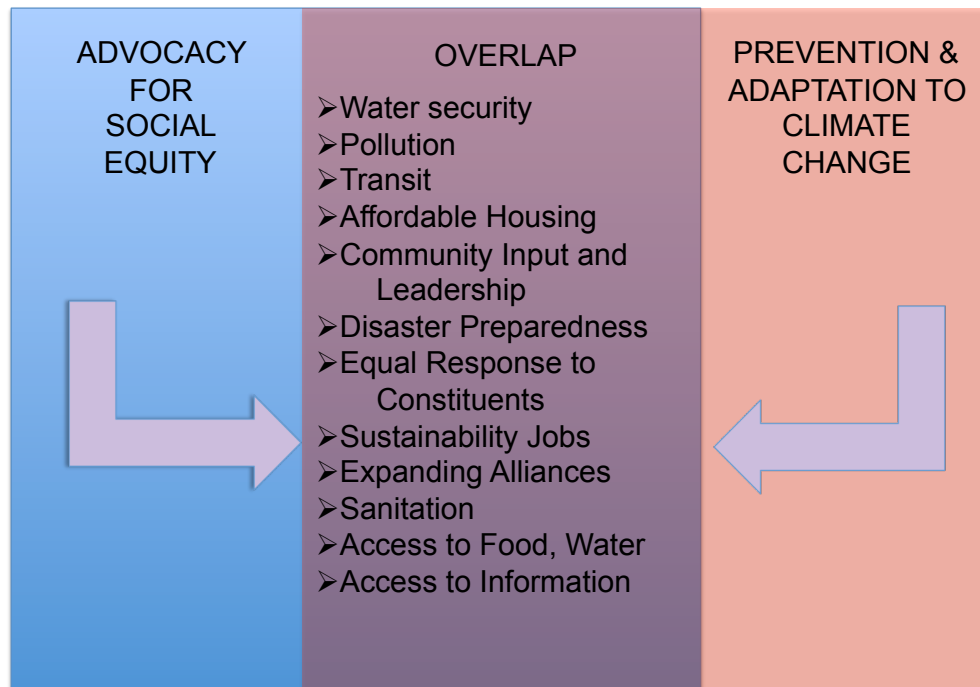 ADVOCACY
FOR
SOCIAL
EQUITY
OVERLAP
➢Water security
➢Pollution
➢Transit
➢Affordable Housing
➢Community Input and
Leadership
➢Disaster Preparedness
➢Equal Response to
Constituents
➢Sustainability Jobs
➢Expanding Alliances
➢Sanitation
➢Access to Food, Water
➢Access to Information
PREVENTION &
ADAPTATION TO
CLIMATE
CHANGE